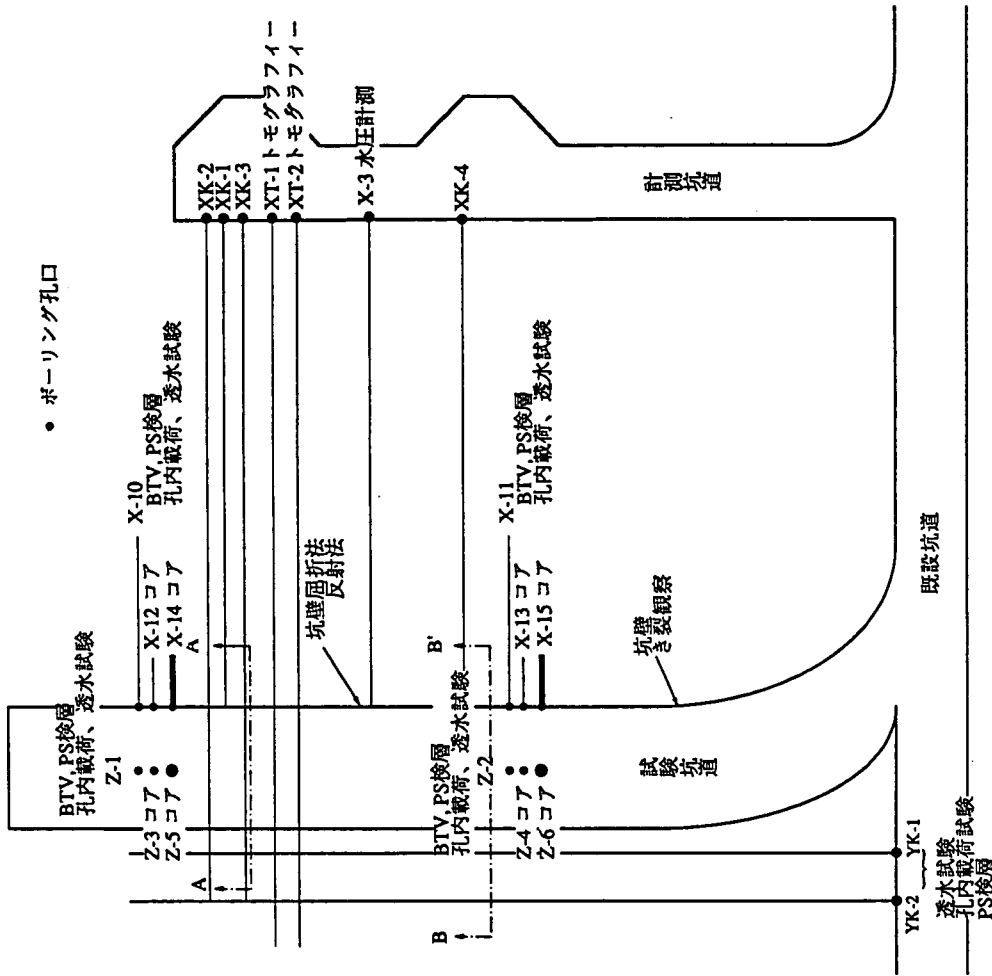 ● ボーリング孔口
XK-2
XK-1
XK-3
XT-1 トモグラフィー
XT-2 トモグラフィー
X-3 水圧計測
XK-4
計測坑道
X-10
BTV, PS検層
孔内載荷、透水試験
X-12 コア
X-14 コア
A
A
坑壁屈折法
反射法
BTV, PS検層
孔内載荷、透水試験
Z-1
Z-3 コア
Z-5 コア
B'
B
X-11
BTV, PS検層
孔内載荷、透水試験
X-13 コア
X-15 コア
BTV, PS検層
孔内載荷、透水試験
Z-2
Z-4 コア
Z-6 コア
坑壁
き裂観察
試験坑道
既設坑道
YK-1
YK-2
透水試験
孔内載荷試験
PS検層